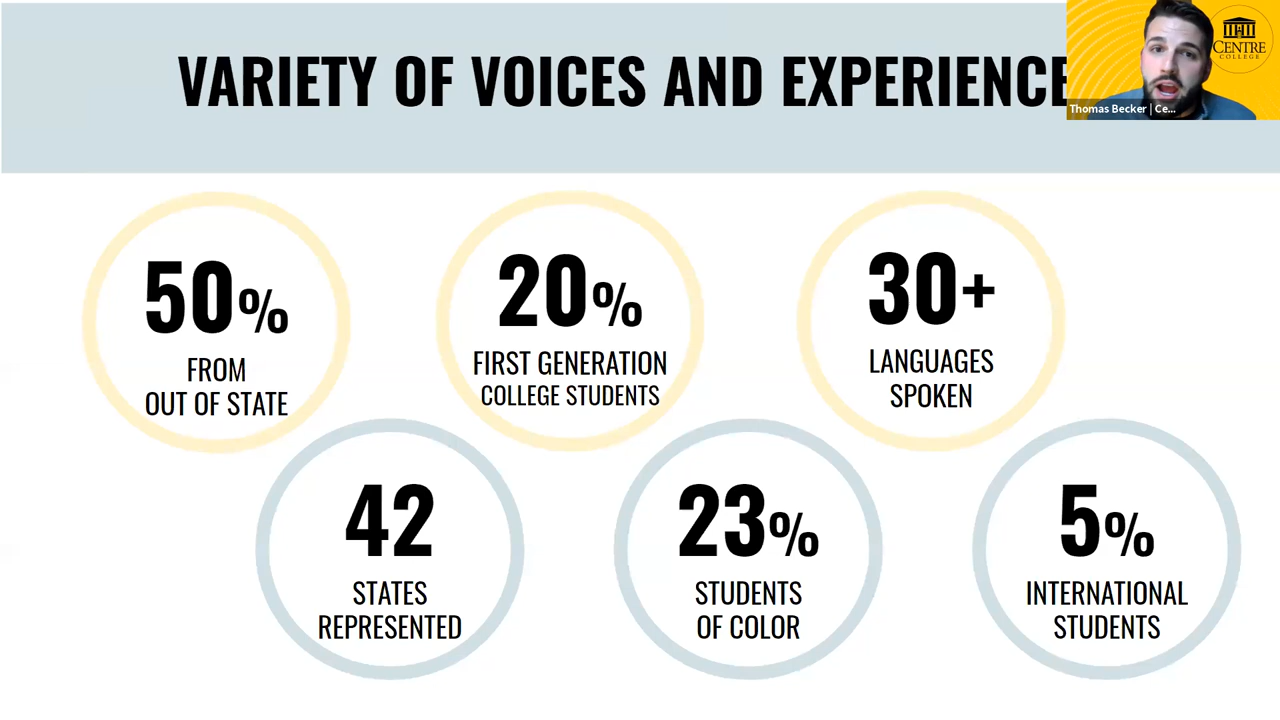 VARIETY OF VOICES AND EXPERIENCE
CENTRE
COLLEGE
Thomas Becker | Ce...
50%
FROM
OUT OF STATE
20%
FIRST GENERATION
COLLEGE STUDENTS
30+
LANGUAGES
SPOKEN
42
STATES
REPRESENTED
23%
STUDENTS
OF COLOR
5%
INTERNATIONAL
STUDENTS